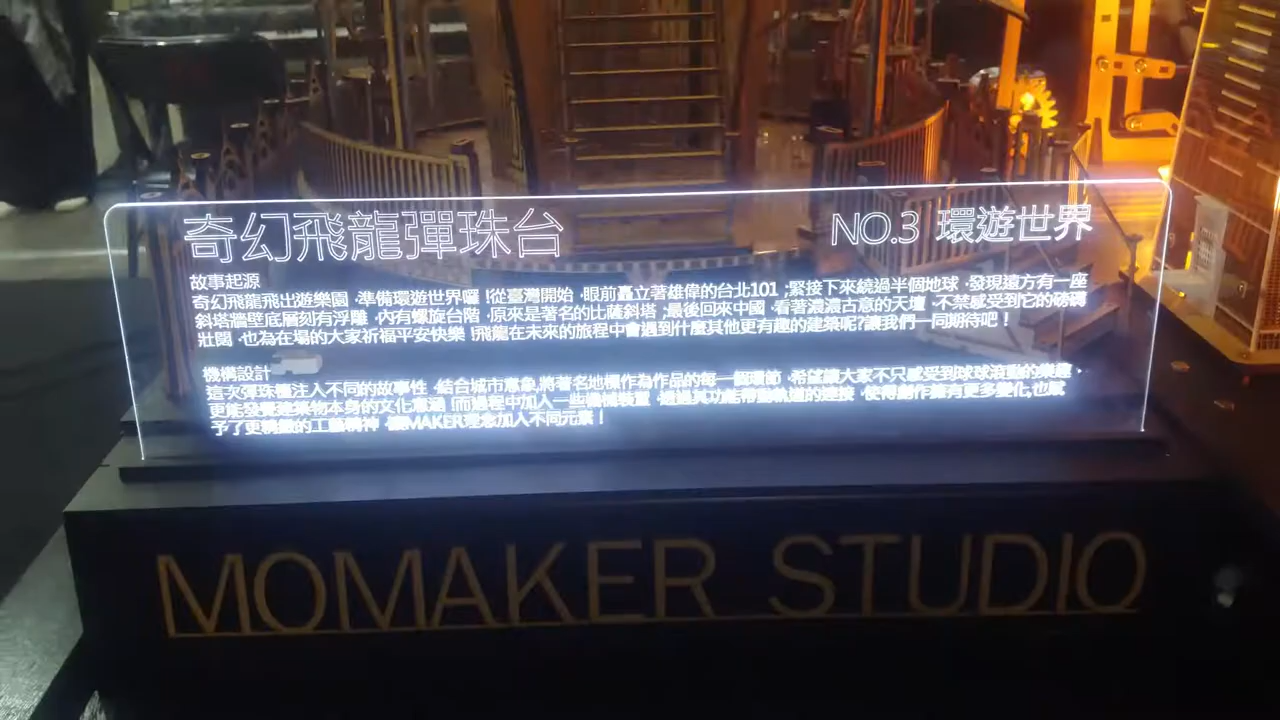 奇幻飛龍彈珠台
NO.3 環遊世界
故事起源
奇幻飛龍飛出遊樂園,準備環遊世界囉!從臺灣開始,眼前矗立著雄偉的台北101;緊接下來繞過半個地球,發現遠方有一座
斜塔牆壁底層刻有浮雕,內有螺旋台階,原來是著名的比薩斜塔;最後回來中國,看著濃濃古意的天壇,不禁感受到它的磅礡
壯闊,也為在場的大家祈福平安快樂!飛龍在未來的旅程中會遇到什麼其他更有趣的建築呢?讓我們一同期待吧!
機構設計
這次彈珠檯注入不同的故事性,結合城市意象,將著名地標作為作品的每一個環節,希望讓大家不只感受到球球滾動的樂趣、
更能發覺建築物本身的文化意涵!而過程中加入一些機械裝置,透過其功能帶動軌道的連接,使得創作擁有更多變化,也賦
予了更精緻的工藝精神,讓MAKER理念加入不同元素!
MOMAKER STUDIO